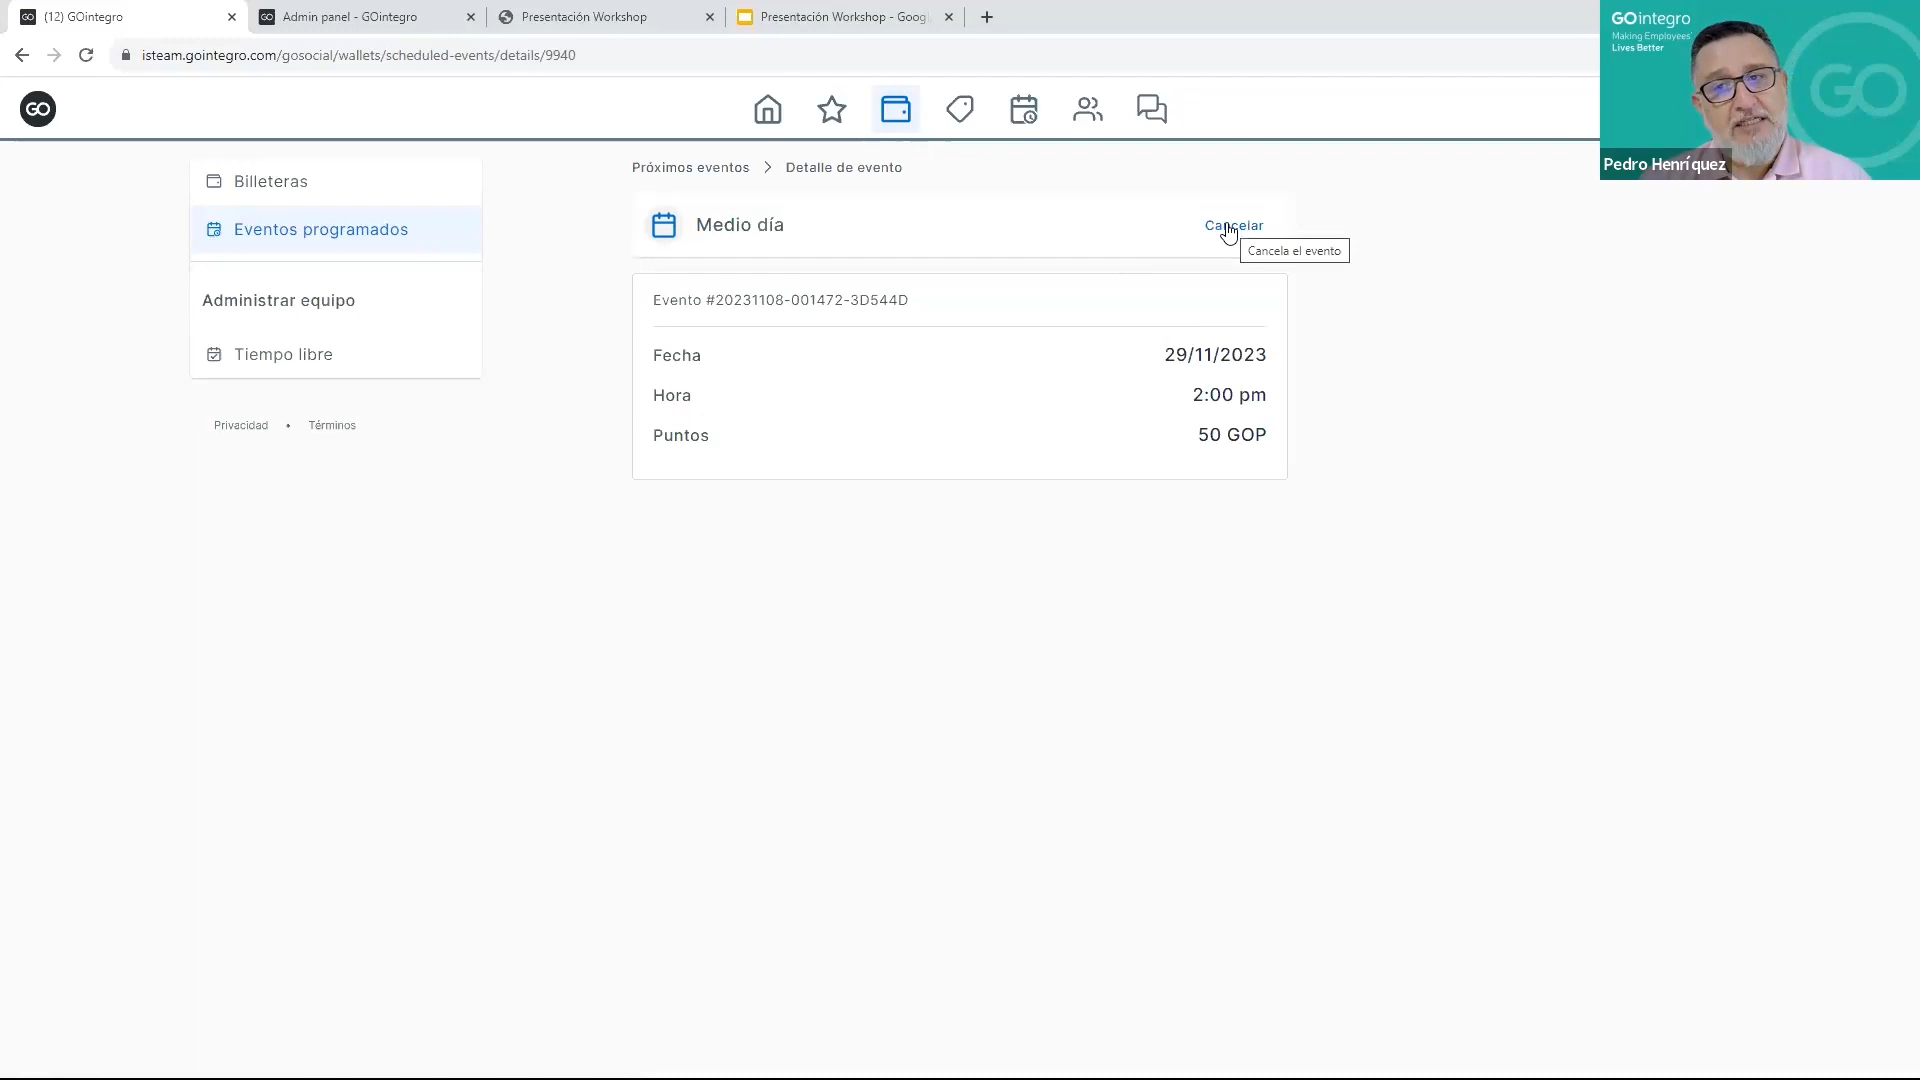 (12) GOintegro
Admin panel - GOintegro
Presentación Workshop
Presentación Workshop - Goog
isteam.gointegro.com/gosocial/wallets/scheduled-events/details/9940
GO
GOintegro
Making Employees'
Lives Better
GO
Pedro Henríquez
Billeteras
Eventos programados
Administrar equipo
Tiempo libre
Privacidad • Términos
Próximos eventos > Detalle de evento
Medio día
Cancelar
Cancela el evento
Evento #20231108-001472-3D544D
Fecha 29/11/2023
Hora 2:00 pm
Puntos 50 GOP